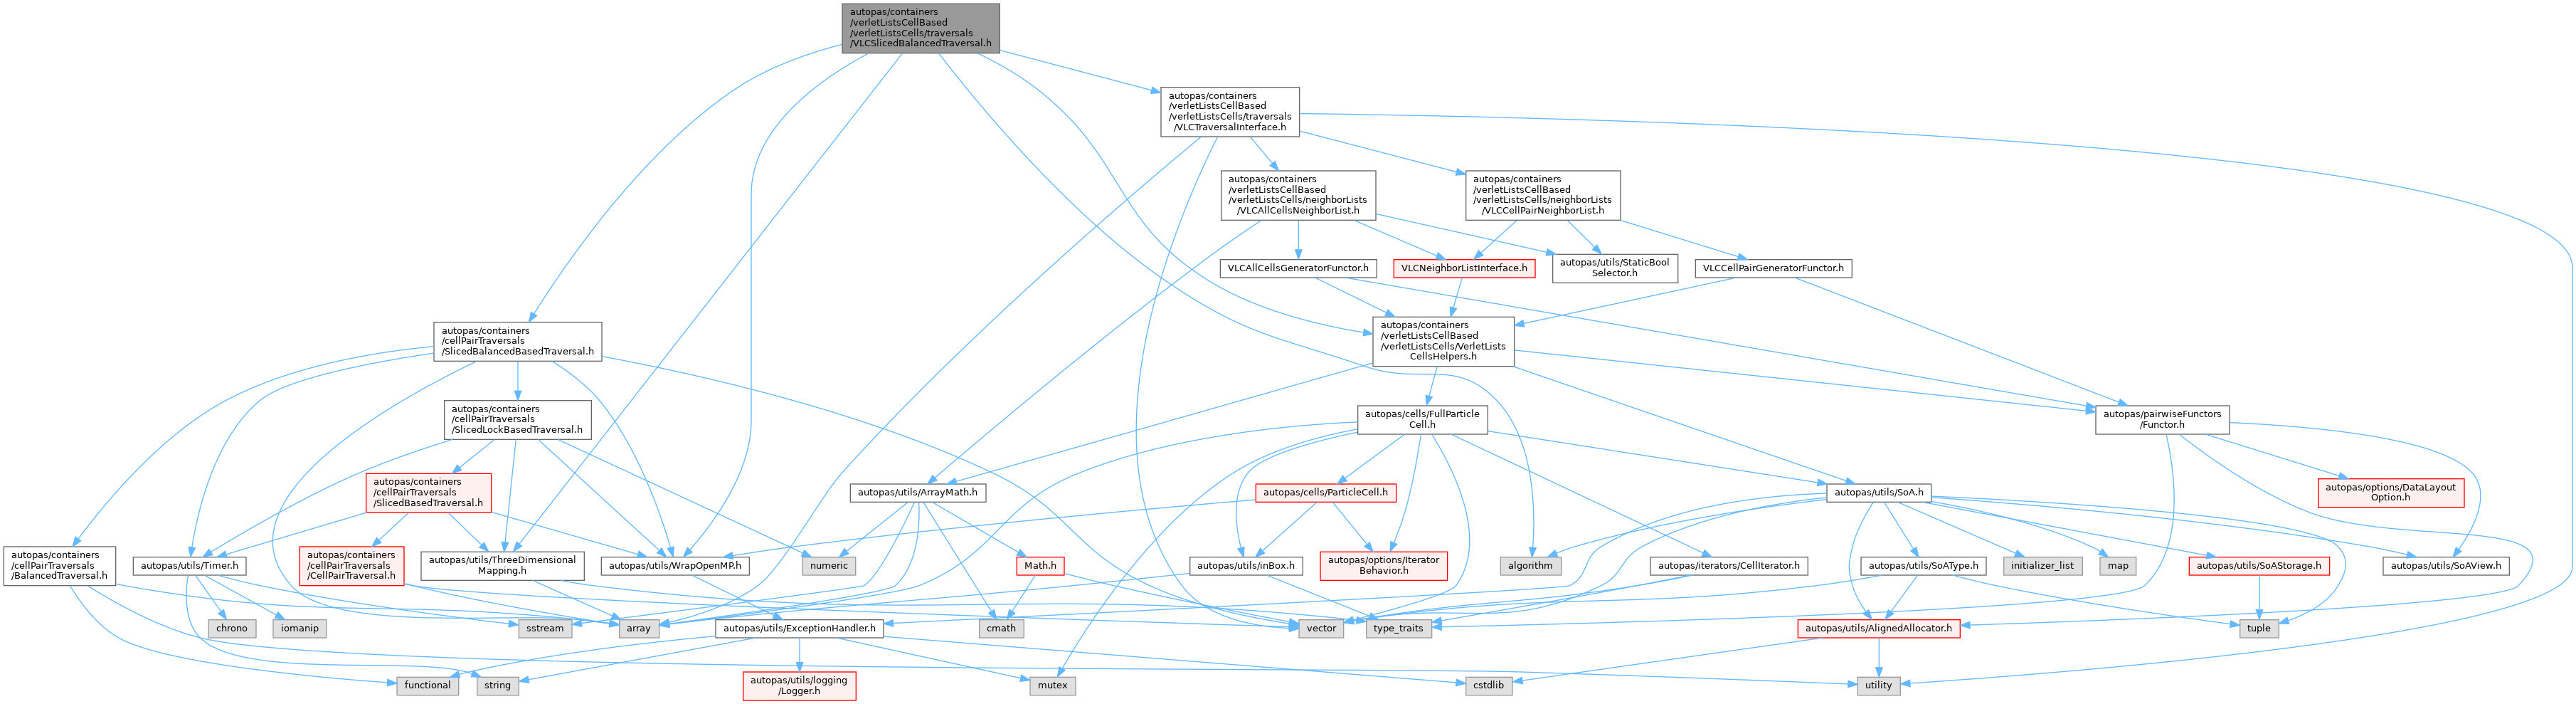 autopas/containers
/verletListsCellBased
/verletListsCells/traversals
/VLCSlicedBalancedTraversal.h
autopas/containers
/verletListsCellBased
/verletListsCells/traversals
/VLCTraversalInterface.h
autopas/containers
/verletListsCellBased
/verletListsCells/neighborLists
/VLCAllCellsNeighborList.h
autopas/containers
/verletListsCellBased
/verletListsCells/neighborLists
/VLCCellPairNeighborList.h
VLCAllCellsGeneratorFunctor.h
VLCNeighborListInterface.h
autopas/utils/StaticBool
Selector.h
VLCCellPairGeneratorFunctor.h
autopas/containers
/cellPairTraversals
/SlicedBalancedBasedTraversal.h
autopas/containers
/verletListsCellBased
/verletListsCells/VerletLists
CellsHelpers.h
autopas/containers
/cellPairTraversals
/SlicedLockBasedTraversal.h
autopas/cells/FullParticle
Cell.h
autopas/pairwiseFunctors
/Functor.h
autopas/containers
/cellPairTraversals
/SlicedBasedTraversal.h
autopas/utils/ArrayMath.h
autopas/cells/ParticleCell.h
autopas/utils/SoA.h
autopas/options/DataLayout
Option.h
autopas/containers
/cellPairTraversals
/BalancedTraversal.h
autopas/utils/Timer.h
autopas/containers
/cellPairTraversals
/CellPairTraversal.h
autopas/utils/ThreeDimensional
Mapping.h
autopas/utils/WrapOpenMP.h
numeric
Math.h
autopas/utils/inBox.h
autopas/options/Iterator
Behavior.h
algorithm
autopas/iterators/CellIterator.h
autopas/utils/SoAType.h
initializer_list
map
autopas/utils/SoAStorage.h
autopas/utils/SoAView.h
chrono
iomanip
sstream
array
autopas/utils/ExceptionHandler.h
cmath
vector
type_traits
autopas/utils/AlignedAllocator.h
tuple
functional
string
autopas/utils/logging
/Logger.h
mutex
cstdlib
utility